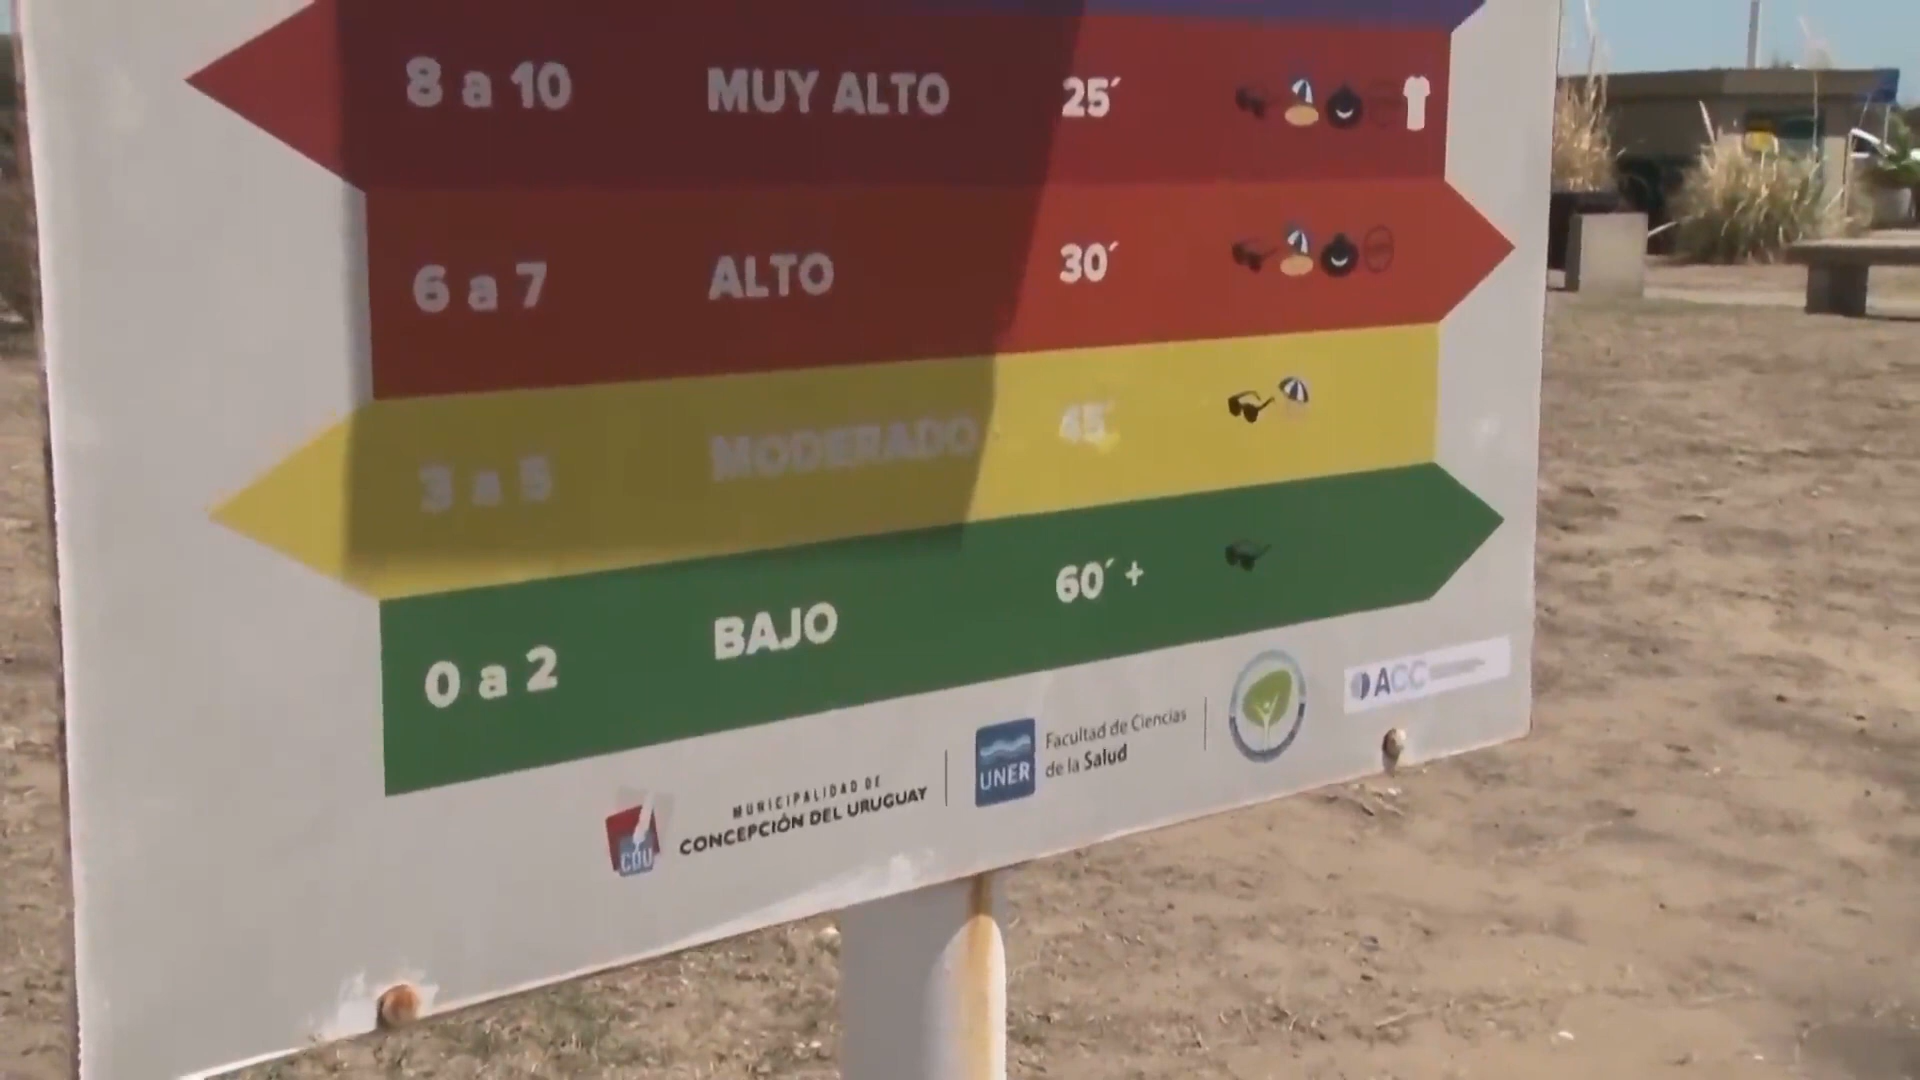 8 a 10 MUY ALTO 25´
6 a 7 ALTO 30´
3 a 5 MODERADO 45´
0 a 2 BAJO 60´ +
CDU
MUNICIPALIDAD DE
CONCEPCIÓN DEL URUGUAY
UNER
Facultad de Ciencias
de la Salud
ACC